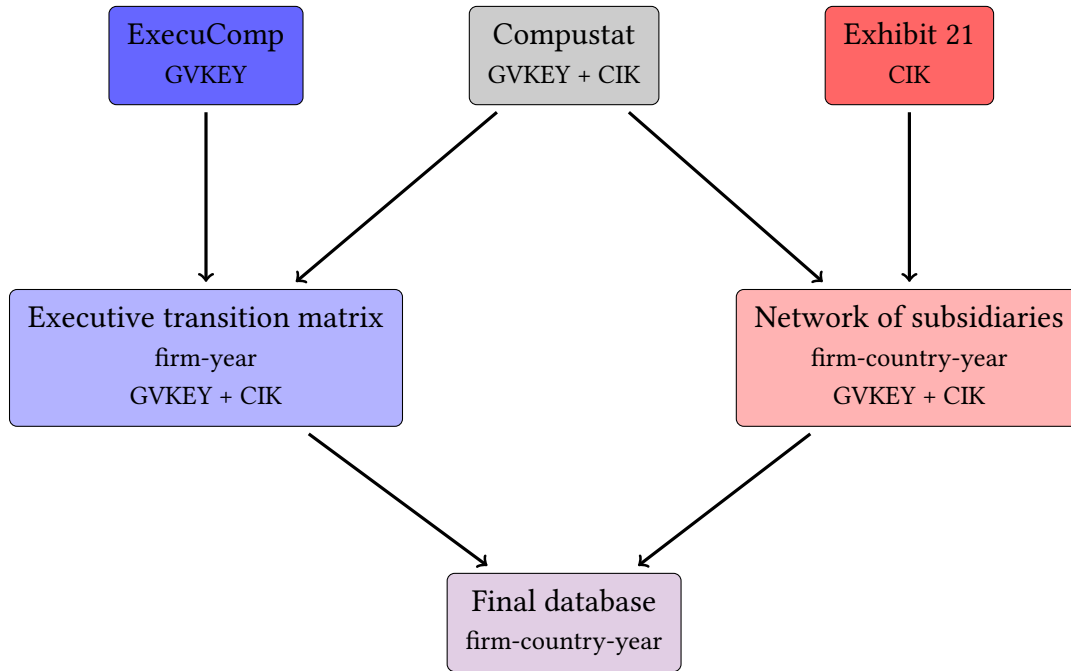 ExecuComp
GVKEY
Compustat
GVKEY + CIK
Exhibit 21
CIK
Executive transition matrix
firm-year
GVKEY + CIK
Network of subsidiaries
firm-country-year
GVKEY + CIK
Final database
firm-country-year